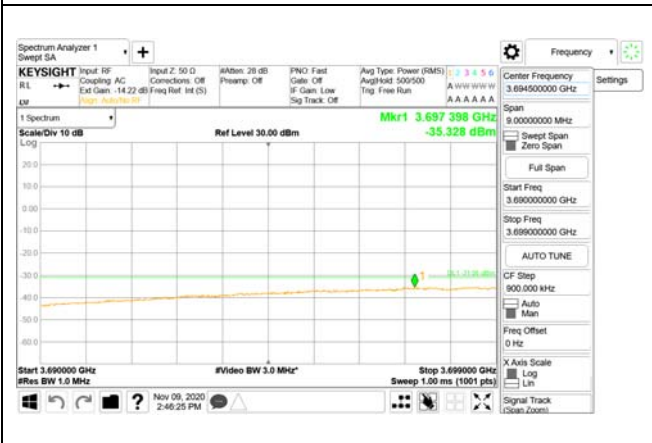 Spectrum Analyzer 1
Swept SA
+
Frequency
KEYSIGHT
RL
Input: RF
Coupling: AC
Ext Gain: -14.22 dB
Align: Auto/No RF
Input Z: 50 Ω
Corrections: Off
Freq Ref: Int (S)
#Atten: 28 dB
Preamp: Off
PNO: Fast
Gate: Off
IF Gain: Low
Sig Track: Off
Avg Type: Power (RMS)
Avg|Hold: 500/500
Trig: Free Run
1 2 3 4 5 6
A W W W W W
A A A A A A
1 Spectrum
Scale/Div 10 dB
Log
Ref Level 30.00 dBm
Mkr1 3.697 398 GHz
-35.328 dBm
20.0
10.0
0.00
-10.0
-20.0
-30.0
-40.0
-50.0
-60.0
1
Start 3.690000 GHz
#Res BW 1.0 MHz
#Video BW 3.0 MHz*
Stop 3.699000 GHz
Sweep 1.00 ms (1001 pts)
Nov 09, 2020
2:46:25 PM
?
Center Frequency
3.694500000 GHz
Settings
Span
9.00000000 MHz
Swept Span
Zero Span
Full Span
Start Freq
3.690000000 GHz
Stop Freq
3.699000000 GHz
AUTO TUNE
CF Step
900.000 kHz
Auto
Man
Freq Offset
0 Hz
X Axis Scale
Log
Lin
Signal Track
(Span Zoom)